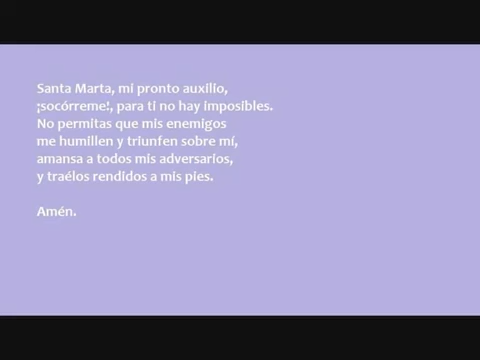 Santa Marta, mi pronto auxilio,
¡socórreme!, para ti no hay imposibles.
No permitas que mis enemigos
me humillen y triunfen sobre mí,
amansa a todos mis adversarios,
y traélos rendidos a mis pies.
Amén.